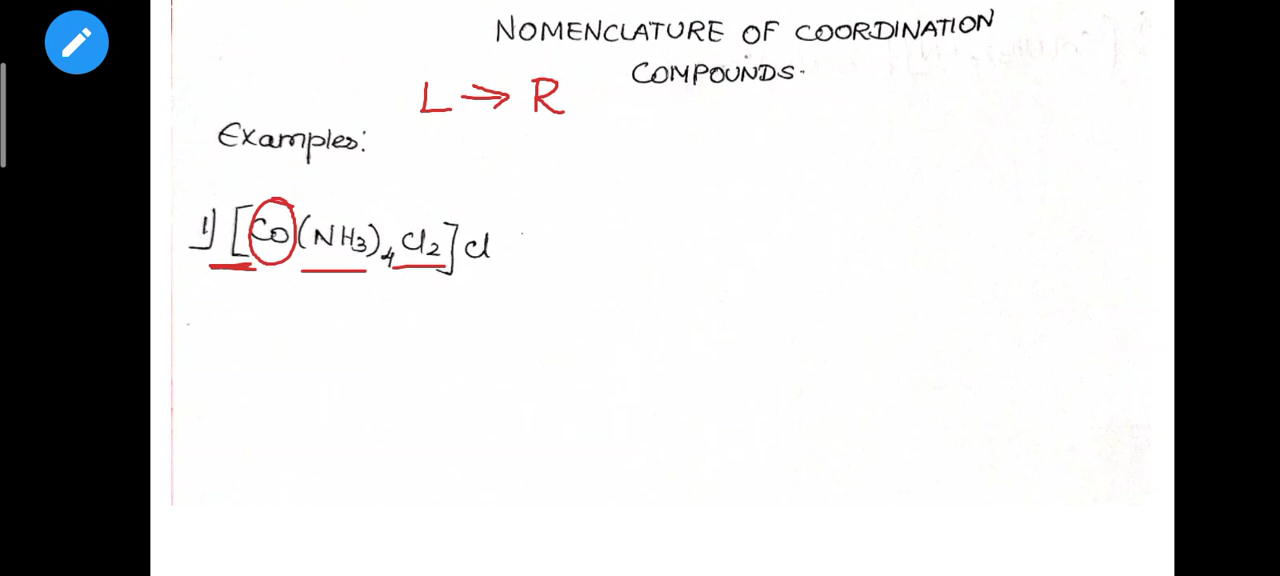 NOMENCLATURE OF COORDINATION
COMPOUNDS.
L → R
Examples:
1) [Co(NH3)4Cl2]Cl